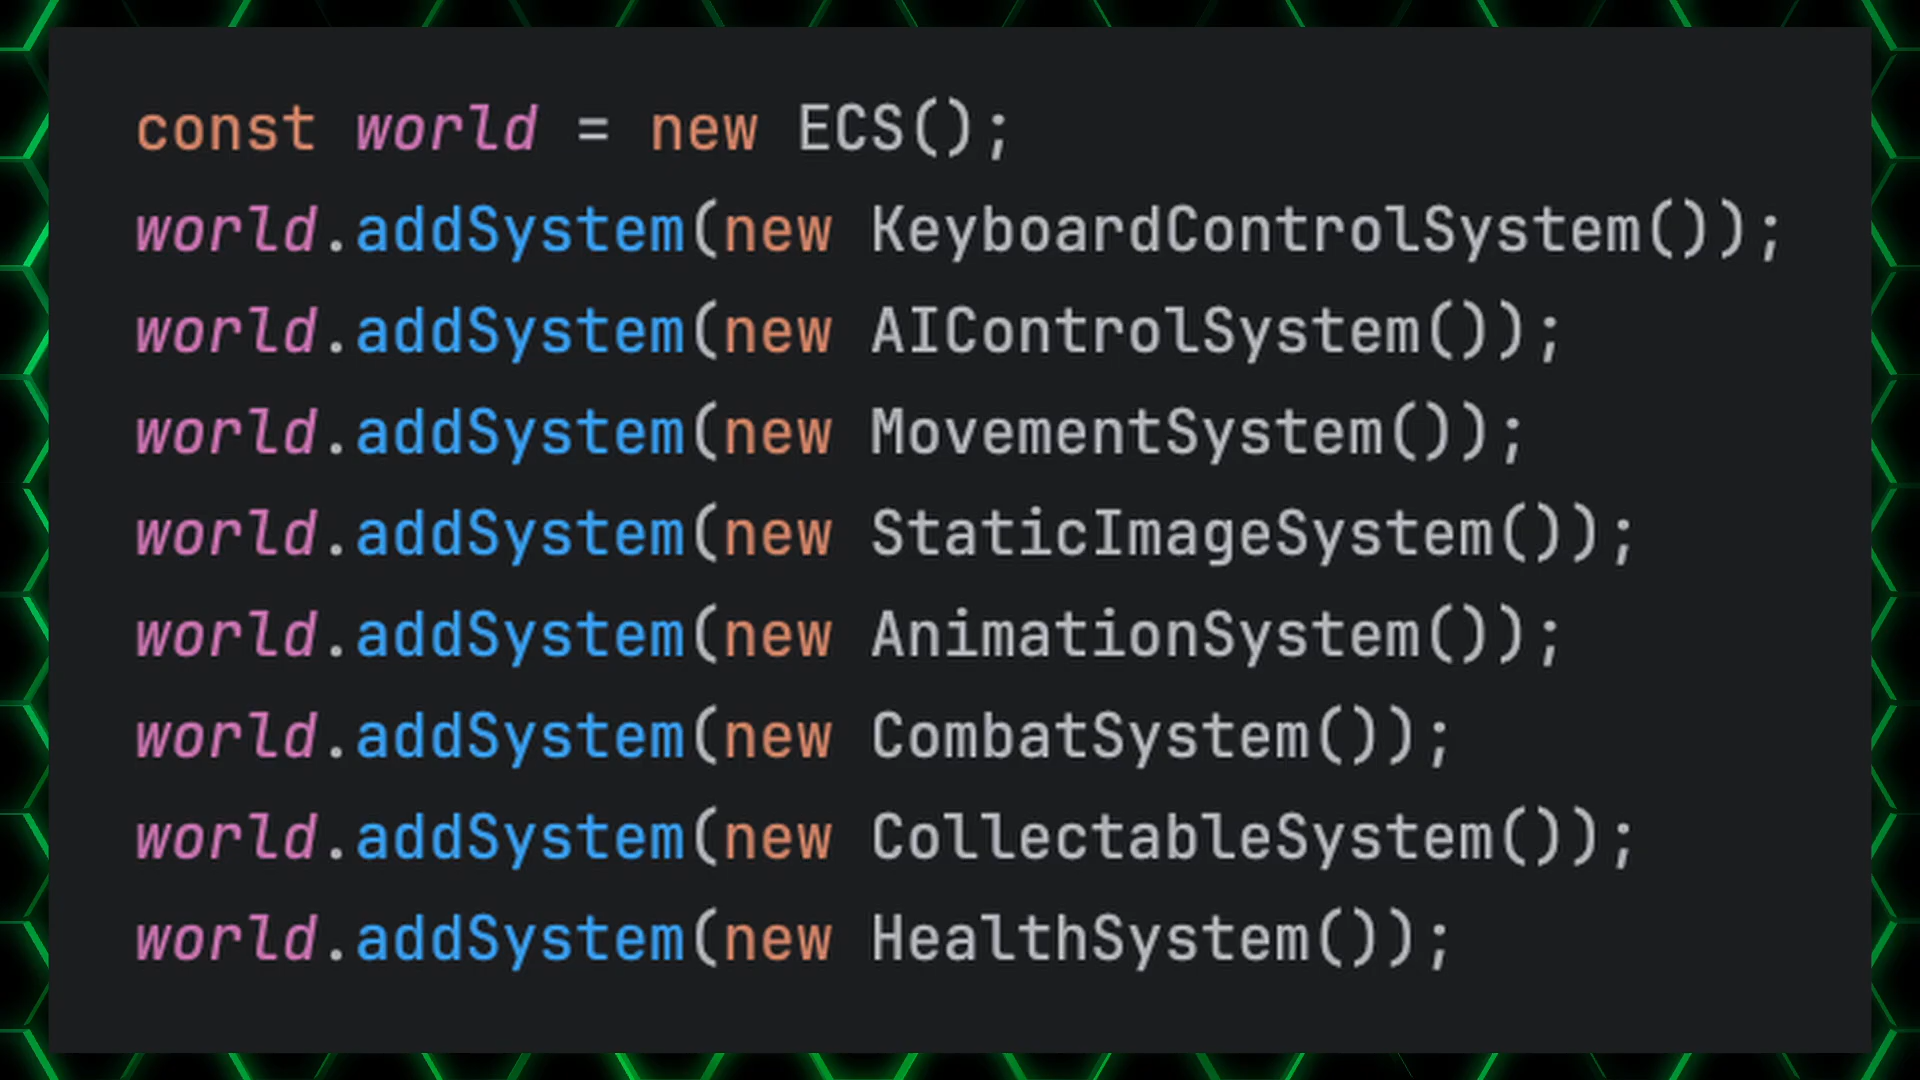 const world = new ECS();
world.addSystem(new KeyboardControlSystem());
world.addSystem(new AIControlSystem());
world.addSystem(new MovementSystem());
world.addSystem(new StaticImageSystem());
world.addSystem(new AnimationSystem());
world.addSystem(new CombatSystem());
world.addSystem(new CollectableSystem());
world.addSystem(new HealthSystem());